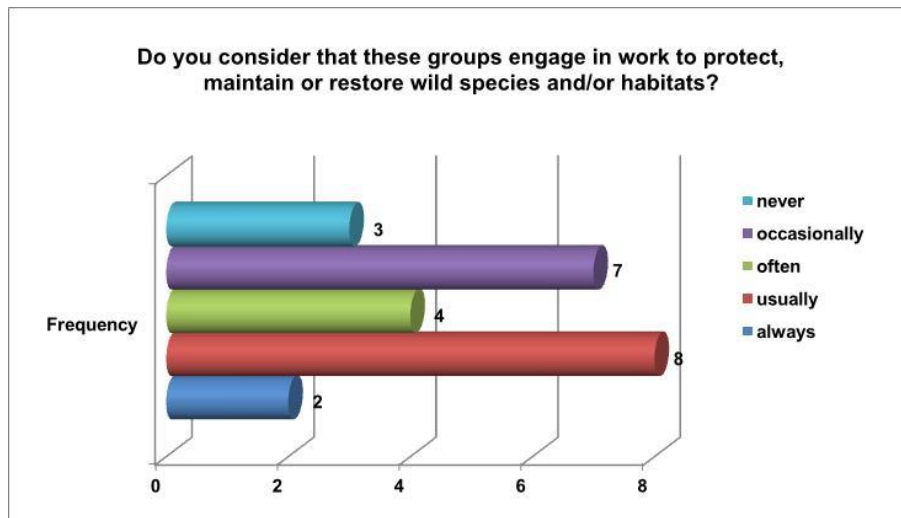 Do you consider that these groups engage in work to protect,
maintain or restore wild species and/or habitats?
3
7
4
8
2
Frequency
0 2 4 6 8
never
occasionally
often
usually
always